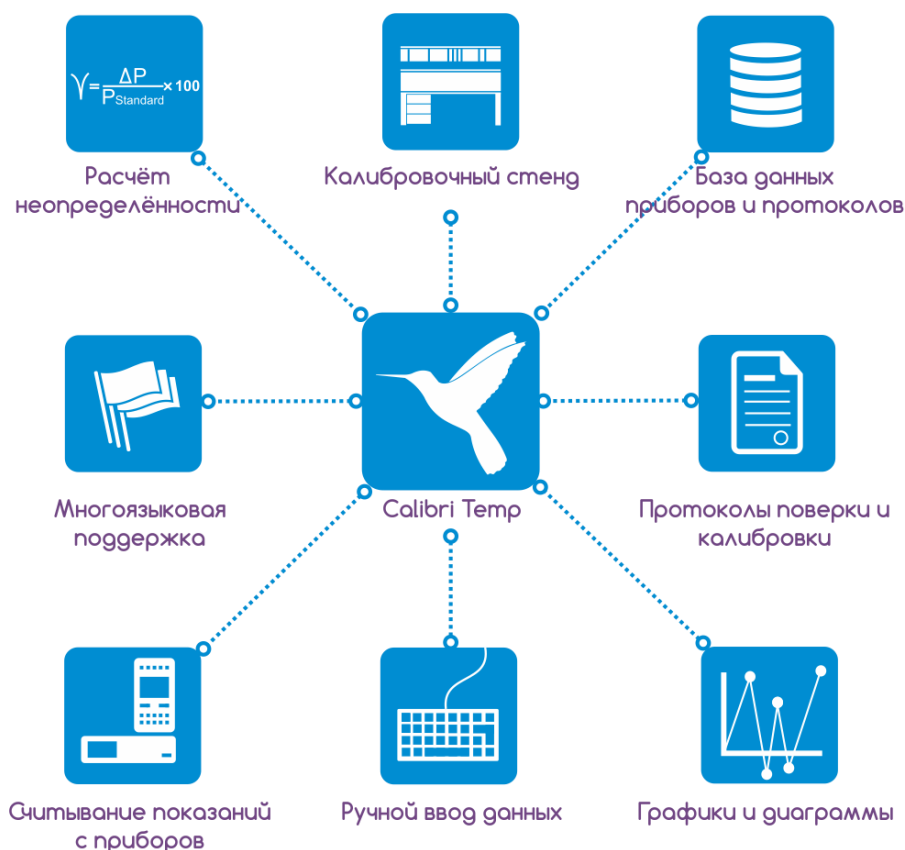 γ = ΔP / PStandard × 100
Расчёт
неопределённости
Калибровочный стенд
База данных
приборов и протоколов
Многоязыковая
поддержка
Calibri Temp
Протоколы поверки и
калибровки
Считывание показаний
с приборов
Ручной ввод данных
Графики и диаграммы